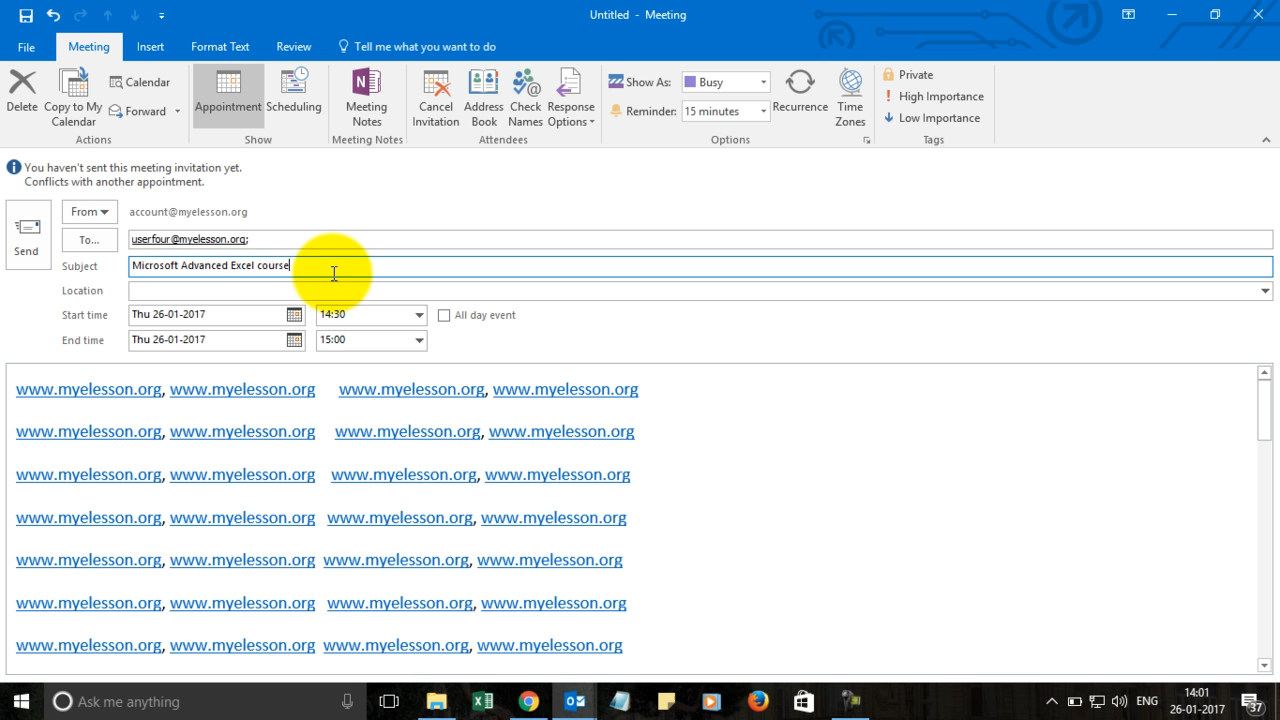 Untitled - Meeting
File Meeting Insert Format Text Review Tell me what you want to do
Delete Copy to My Calendar Calendar Forward Appointment Scheduling Meeting Notes Cancel Invitation Address Book Check Names Response Options Show As: Busy Reminder: 15 minutes Recurrence Time Zones Private High Importance Low Importance
Actions Show Meeting Notes Attendees Options Tags
You haven't sent this meeting invitation yet.
Conflicts with another appointment.
Send
From account@myelesson.org
To... userfour@myelesson.org;
Subject Microsoft Advanced Excel course
Location
Start time Thu 26-01-2017 14:30 All day event
End time Thu 26-01-2017 15:00
www.myelesson.org, www.myelesson.org www.myelesson.org, www.myelesson.org
www.myelesson.org, www.myelesson.org www.myelesson.org, www.myelesson.org
www.myelesson.org, www.myelesson.org www.myelesson.org, www.myelesson.org
www.myelesson.org, www.myelesson.org www.myelesson.org, www.myelesson.org
www.myelesson.org, www.myelesson.org www.myelesson.org, www.myelesson.org
www.myelesson.org, www.myelesson.org www.myelesson.org, www.myelesson.org
www.myelesson.org, www.myelesson.org www.myelesson.org, www.myelesson.org
Ask me anything ENG 14:01
26-01-2017 37